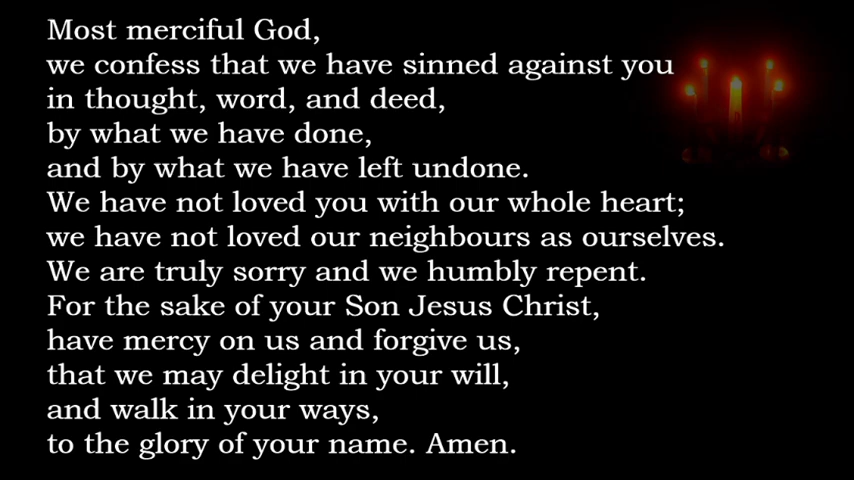 Most merciful God,
we confess that we have sinned against you
in thought, word, and deed,
by what we have done,
and by what we have left undone.
We have not loved you with our whole heart;
we have not loved our neighbours as ourselves.
We are truly sorry and we humbly repent.
For the sake of your Son Jesus Christ,
have mercy on us and forgive us,
that we may delight in your will,
and walk in your ways,
to the glory of your name. Amen.